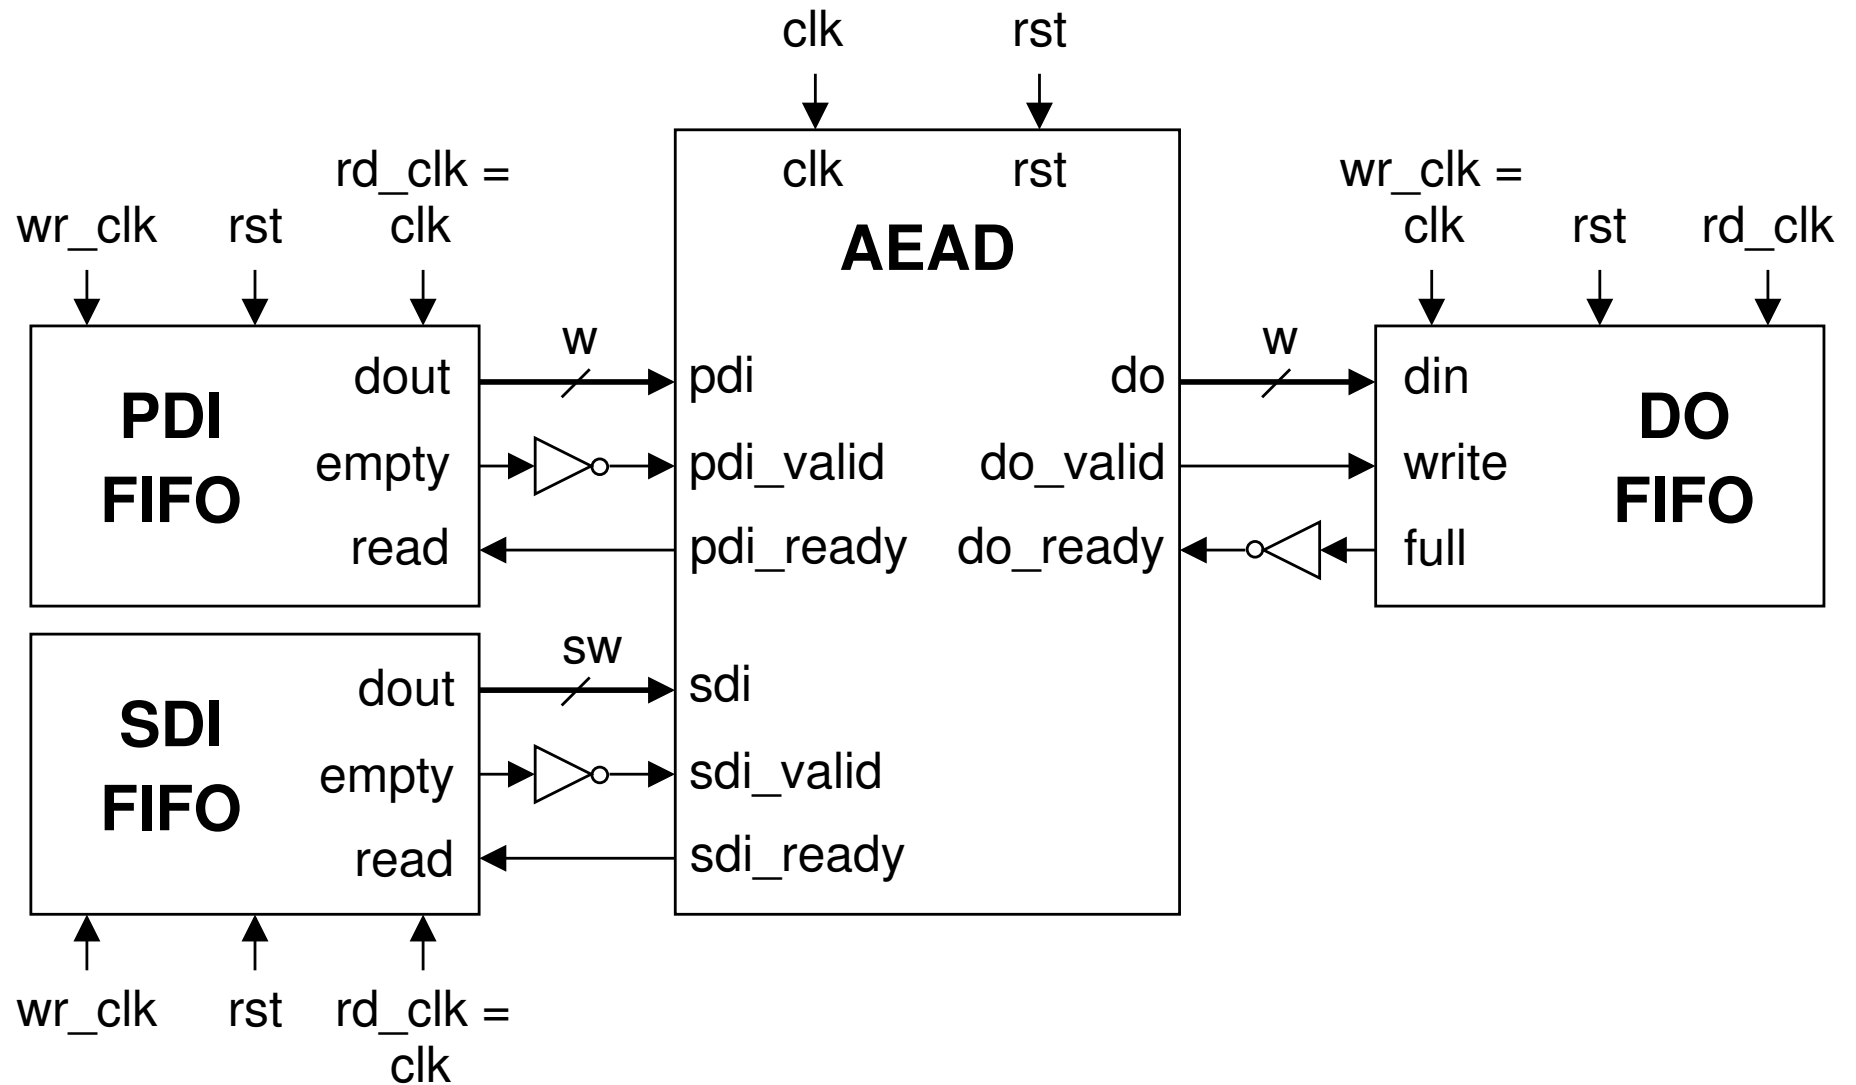 clk rst
clk rst
AEAD
rd_clk =
wr_clk rst clk
wr_clk =
clk rst rd_clk
PDI
FIFO
dout
empty
read
w
pdi
pdi_valid
pdi_ready
do
do_valid
do_ready
w
din
write
full
DO
FIFO
SDI
FIFO
dout
empty
read
sw
sdi
sdi_valid
sdi_ready
wr_clk rst rd_clk =
clk